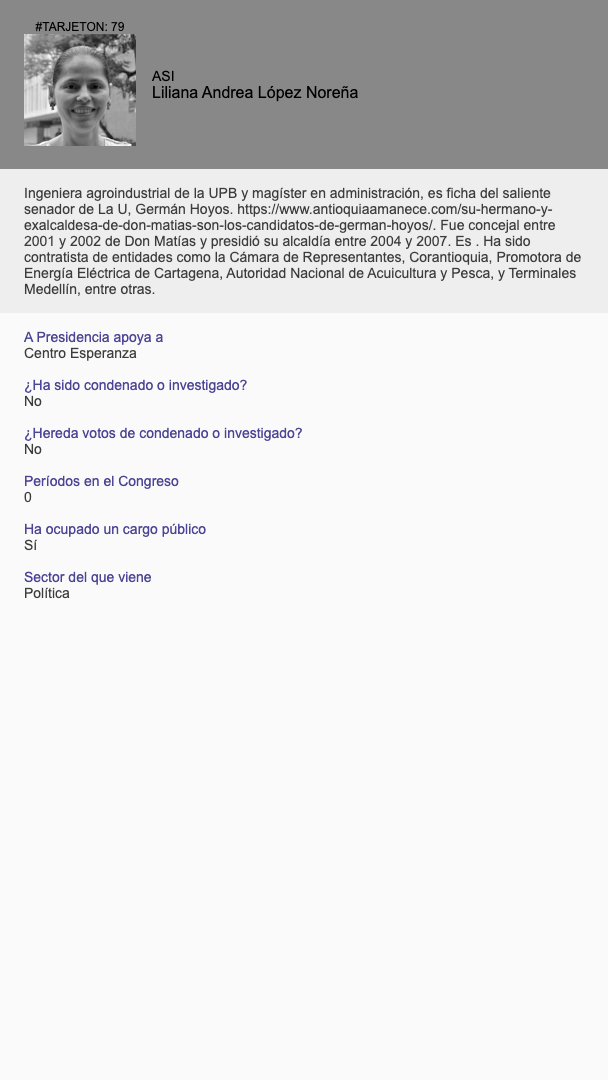 #TARJETON: 79
ASI
Liliana Andrea López Noreña
Ingeniera agroindustrial de la UPB y magíster en administración, es ficha del saliente
senador de La U, Germán Hoyos. https://www.antioquiaamanece.com/su-hermano-y-
exalcaldesa-de-don-matias-son-los-candidatos-de-german-hoyos/. Fue concejal entre
2001 y 2002 de Don Matías y presidió su alcaldía entre 2004 y 2007. Es . Ha sido
contratista de entidades como la Cámara de Representantes, Corantioquia, Promotora de
Energía Eléctrica de Cartagena, Autoridad Nacional de Acuicultura y Pesca, y Terminales
Medellín, entre otras.
A Presidencia apoya a
Centro Esperanza
¿Ha sido condenado o investigado?
No
¿Hereda votos de condenado o investigado?
No
Períodos en el Congreso
0
Ha ocupado un cargo público
Sí
Sector del que viene
Política